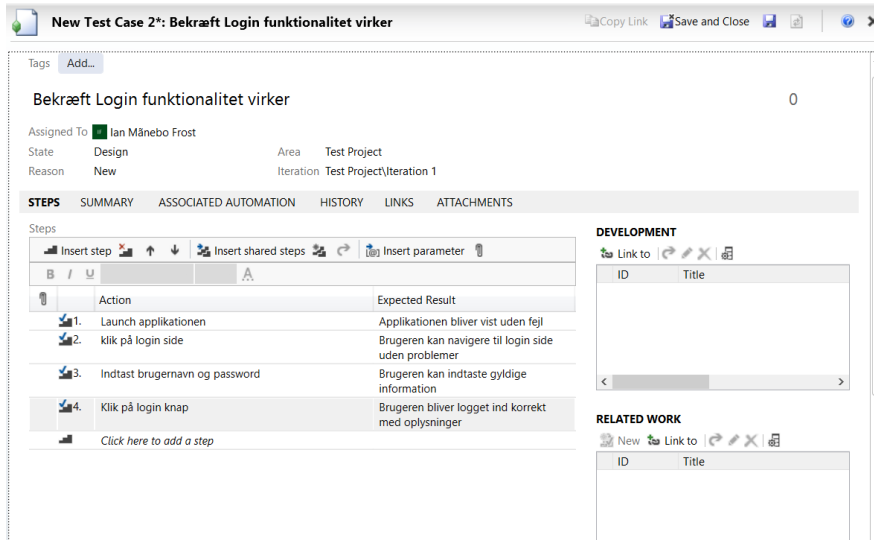 New Test Case 2*: Bekræft Login funktionalitet virker
Copy Link Save and Close
Tags Add...
Bekræft Login funktionalitet virker 0
Assigned To Ian Månebo Frost
State Design Area Test Project
Reason New Iteration Test Project\Iteration 1
STEPS SUMMARY ASSOCIATED AUTOMATION HISTORY LINKS ATTACHMENTS
Steps
Insert step Insert shared steps Insert parameter
B I U A
Action Expected Result
1. Launch applikationen Applikationen bliver vist uden fejl
2. klik på login side Brugeren kan navigere til login side
uden problemer
3. Indtast brugernavn og password Brugeren kan indtaste gyldige
information
4. Klik på login knap Brugeren bliver logget ind korrekt
med oplysninger
Click here to add a step
DEVELOPMENT
Link to
ID Title
RELATED WORK
New Link to
ID Title